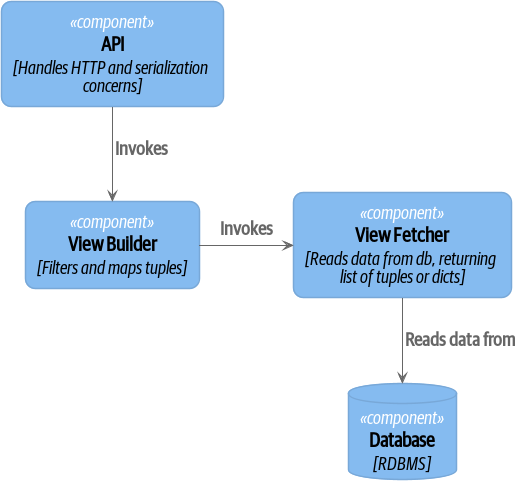 «component»
API
[Handles HTTP and serialization
concerns]
Invokes
«component»
View Builder
[Filters and maps tuples]
Invokes
«component»
View Fetcher
[Reads data from db, returning
list of tuples or dicts]
Reads data from
«component»
Database
[RDBMS]